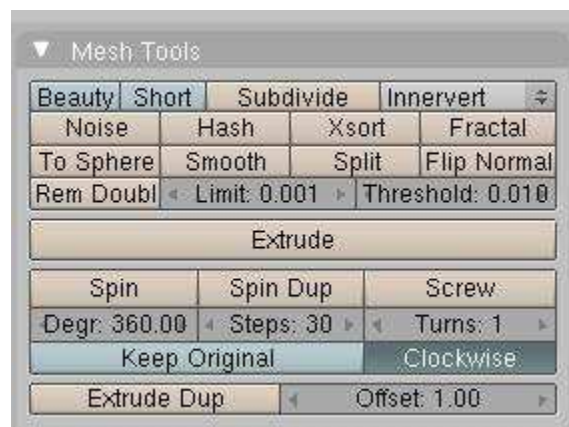 Mesh Tools
Beauty Short Subdivide Innervert
Noise Hash Xsort Fractal
To Sphere Smooth Split Flip Normal
Rem Doubl Limit: 0.001 Threshold: 0.010
Extrude
Spin Spin Dup Screw
Degr: 360.00 Steps: 30 Turns: 1
Keep Original Clockwise
Extrude Dup Offset: 1.00